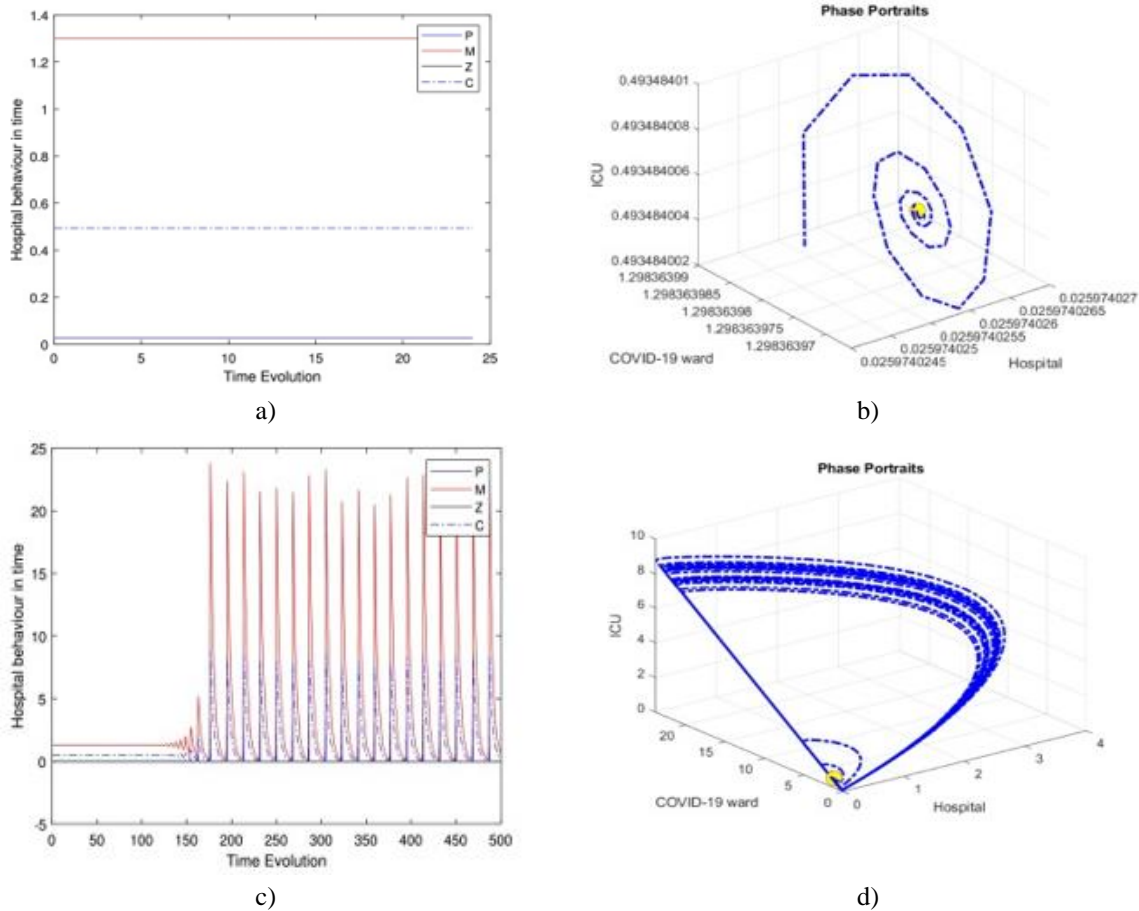 1.4
1.2
1
0.8
0.6
0.4
0.2
0
Hospital behaviour in time
0 5 10 15 20 25
Time Evolution
P
M
Z
C
a)
Phase Portraits
0.49348401
0.493484008
0.493484006
0.493484004
0.493484002
ICU
1.29836399
1.298363985
1.29836398
1.298363975
1.29836397
COVID-19 ward
0.025974027
0.0259740265
0.025974026
0.0259740255
0.025974025
0.0259740245
Hospital
b)
25
20
15
10
5
0
-5
Hospital behaviour in time
0 50 100 150 200 250 300 350 400 450 500
Time Evolution
P
M
Z
C
c)
Phase Portraits
10
8
6
4
2
0
ICU
20
15
10
5
0
COVID-19 ward
0
1
2
3
4
Hospital
d)